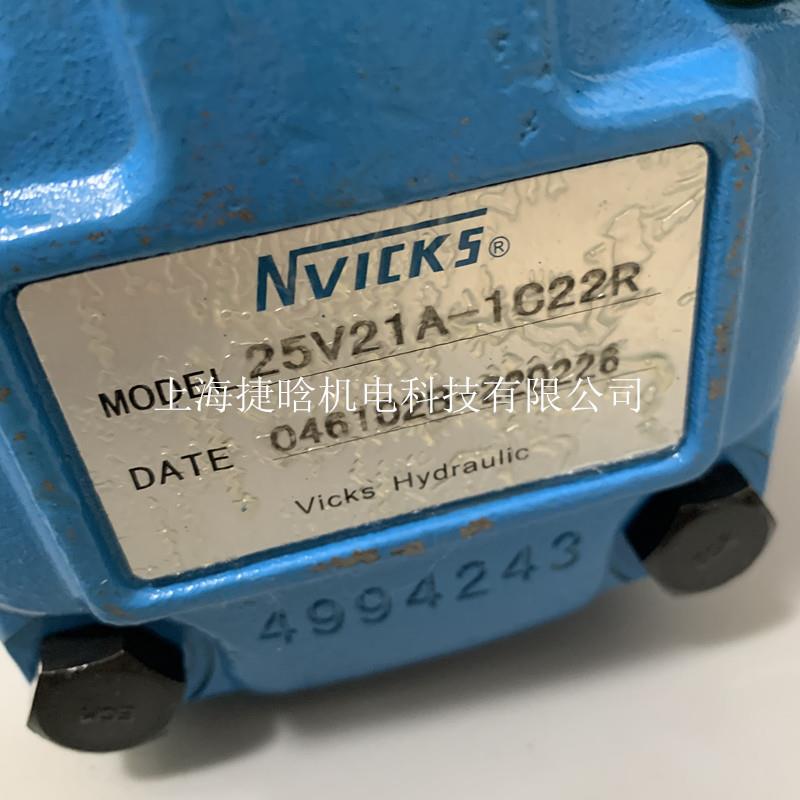 NVICKS®
MODEL 25V21A-1C22R
上海捷晗机电科技有限公司
DATE
Vicks Hydraulic
4994243